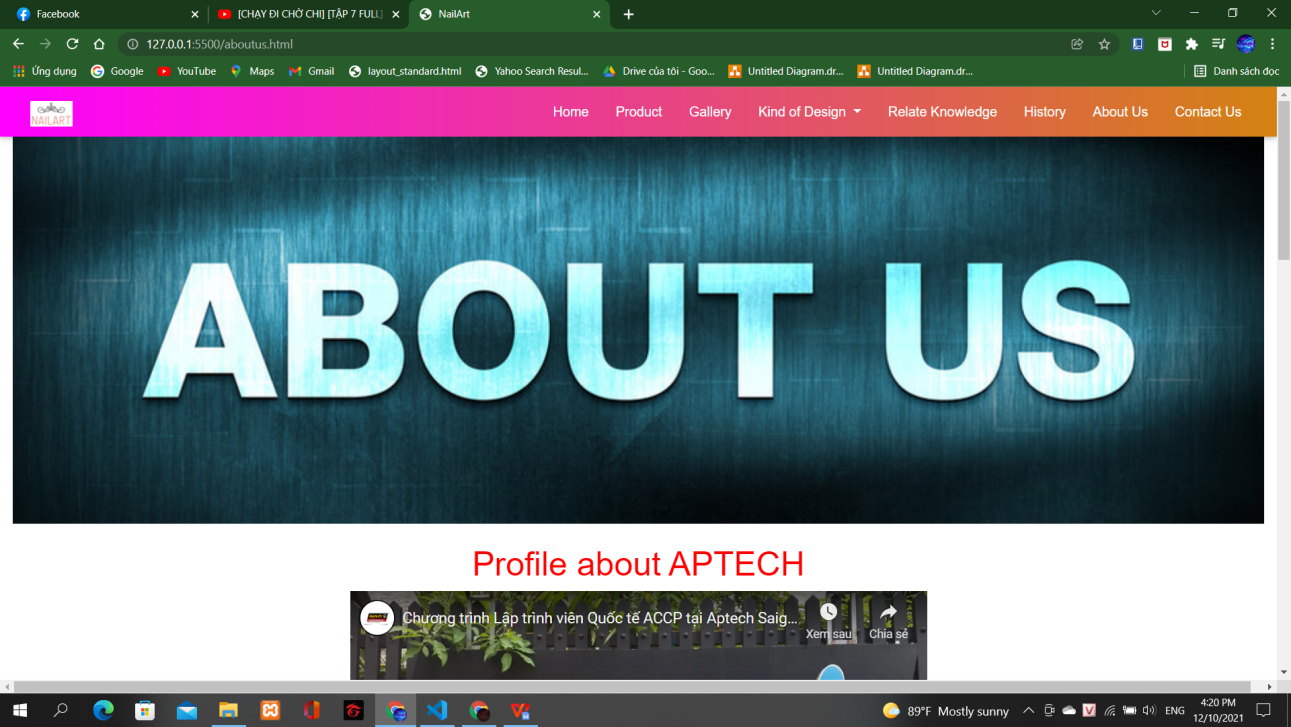 Facebook
[CHẠY ĐI CHỜ CHI] [TẬP 7 FULL]
NailArt
127.0.0.1:5500/aboutus.html
Ứng dụng
Google
YouTube
Maps
Gmail
layout_standard.html
Yahoo Search Resul...
Drive của tôi - Goo...
Untitled Diagram.dr...
Untitled Diagram.dr...
Danh sách đọc
NAILART
Home
Product
Gallery
Kind of Design
Relate Knowledge
History
About Us
Contact Us
ABOUT US
Profile about APTECH
Chương trình Lập trình viên Quốc tế ACCP tại Aptech Saig...
Xem sau
Chia sẻ
89°F Mostly sunny
ENG
4:20 PM
12/10/2021